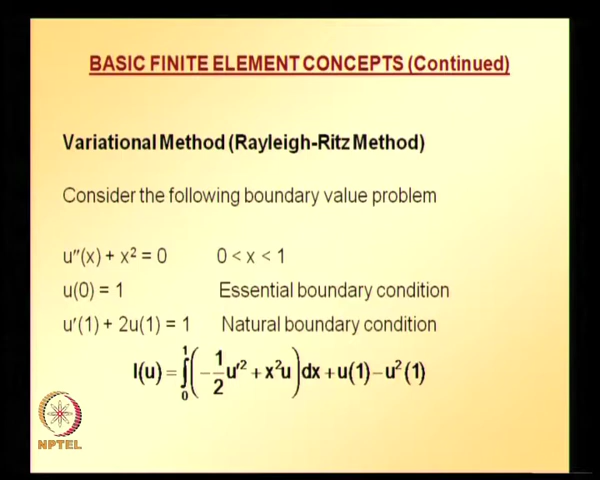 BASIC FINITE ELEMENT CONCEPTS (Continued)
Variational Method (Rayleigh-Ritz Method)
Consider the following boundary value problem
u″(x) + x² = 0 0 < x < 1
u(0) = 1 Essential boundary condition
u′(1) + 2u(1) = 1 Natural boundary condition
I(u) = ∫₀¹(−1/2 u′² + x²u)dx + u(1) − u²(1)
NPTEL